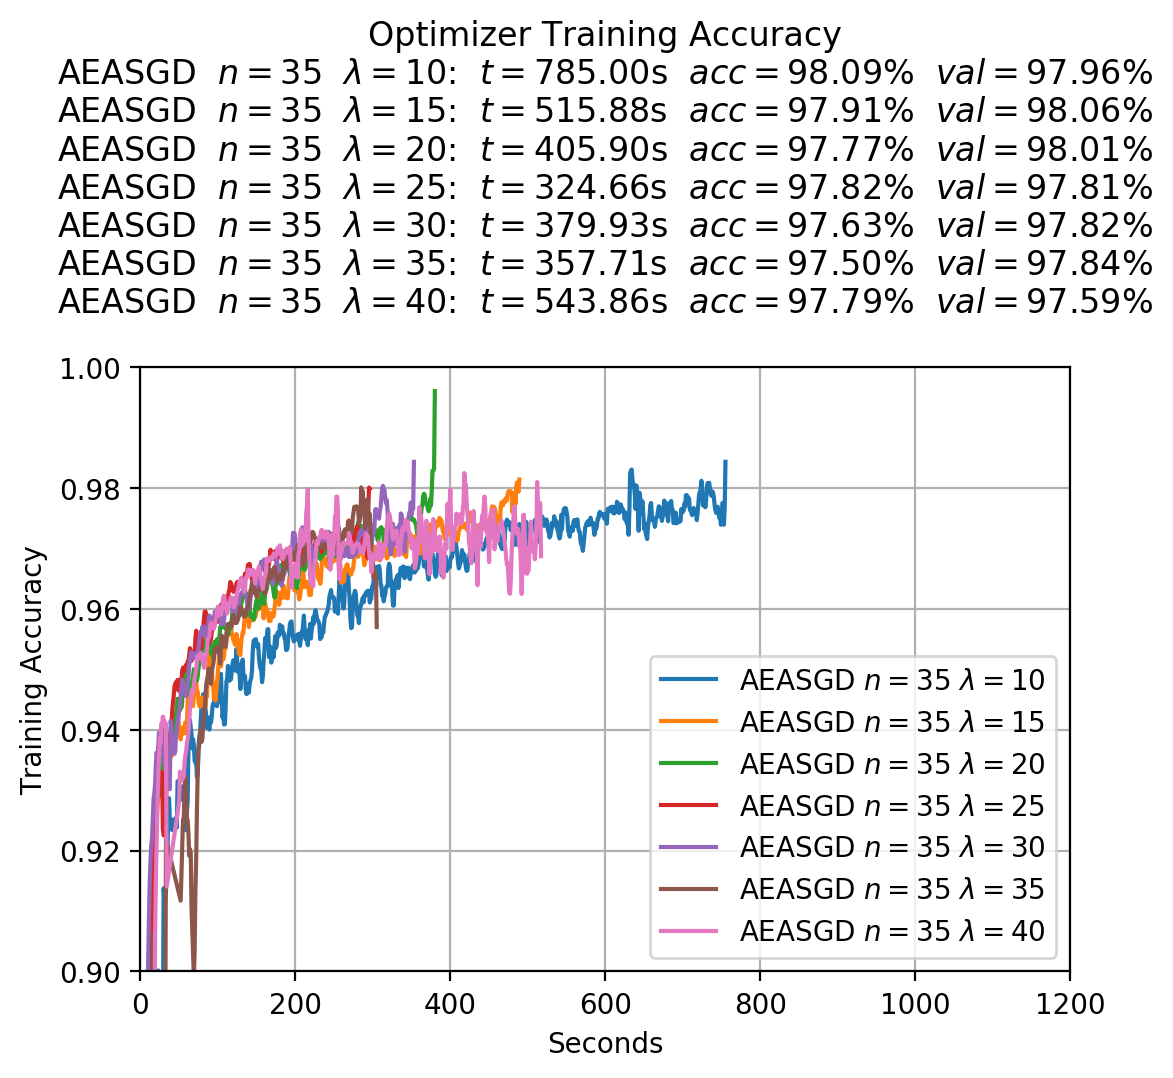 Optimizer Training Accuracy
AEASGD n = 35 λ = 10: t = 785.00s acc = 98.09% val = 97.96%
AEASGD n = 35 λ = 15: t = 515.88s acc = 97.91% val = 98.06%
AEASGD n = 35 λ = 20: t = 405.90s acc = 97.77% val = 98.01%
AEASGD n = 35 λ = 25: t = 324.66s acc = 97.82% val = 97.81%
AEASGD n = 35 λ = 30: t = 379.93s acc = 97.63% val = 97.82%
AEASGD n = 35 λ = 35: t = 357.71s acc = 97.50% val = 97.84%
AEASGD n = 35 λ = 40: t = 543.86s acc = 97.79% val = 97.59%
1.00
0.98
0.96
0.94
0.92
0.90
Training Accuracy
AEASGD n = 35 λ = 10
AEASGD n = 35 λ = 15
AEASGD n = 35 λ = 20
AEASGD n = 35 λ = 25
AEASGD n = 35 λ = 30
AEASGD n = 35 λ = 35
AEASGD n = 35 λ = 40
0 200 400 600 800 1000 1200
Seconds